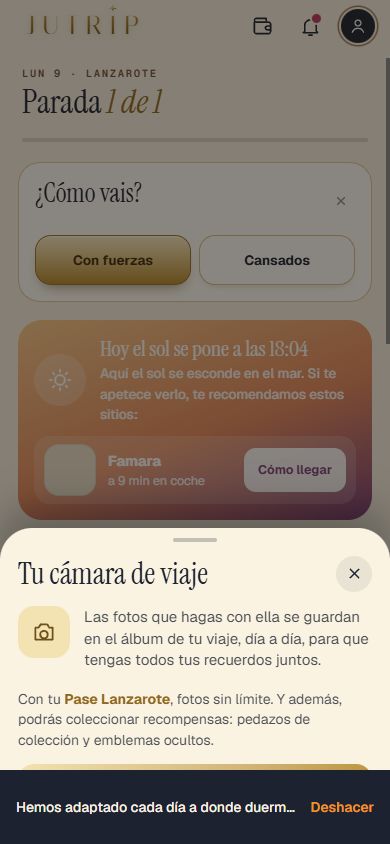 JUTRIP
LUN 9 · LANZAROTE
Parada 1 de 1
¿Cómo vais?
Con fuerzas
Cansados
Hoy el sol se pone a las 18:04
Aquí el sol se esconde en el mar. Si te
apetece verlo, te recomendamos estos
sitios:
Famara
a 9 min en coche
Cómo llegar
Tu cámara de viaje
Las fotos que hagas con ella se guardan
en el álbum de tu viaje, día a día, para que
tengas todos tus recuerdos juntos.
Con tu Pase Lanzarote, fotos sin límite. Y además,
podrás coleccionar recompensas: pedazos de
colección y emblemas ocultos.
Hemos adaptado cada día a donde duerm...
Deshacer